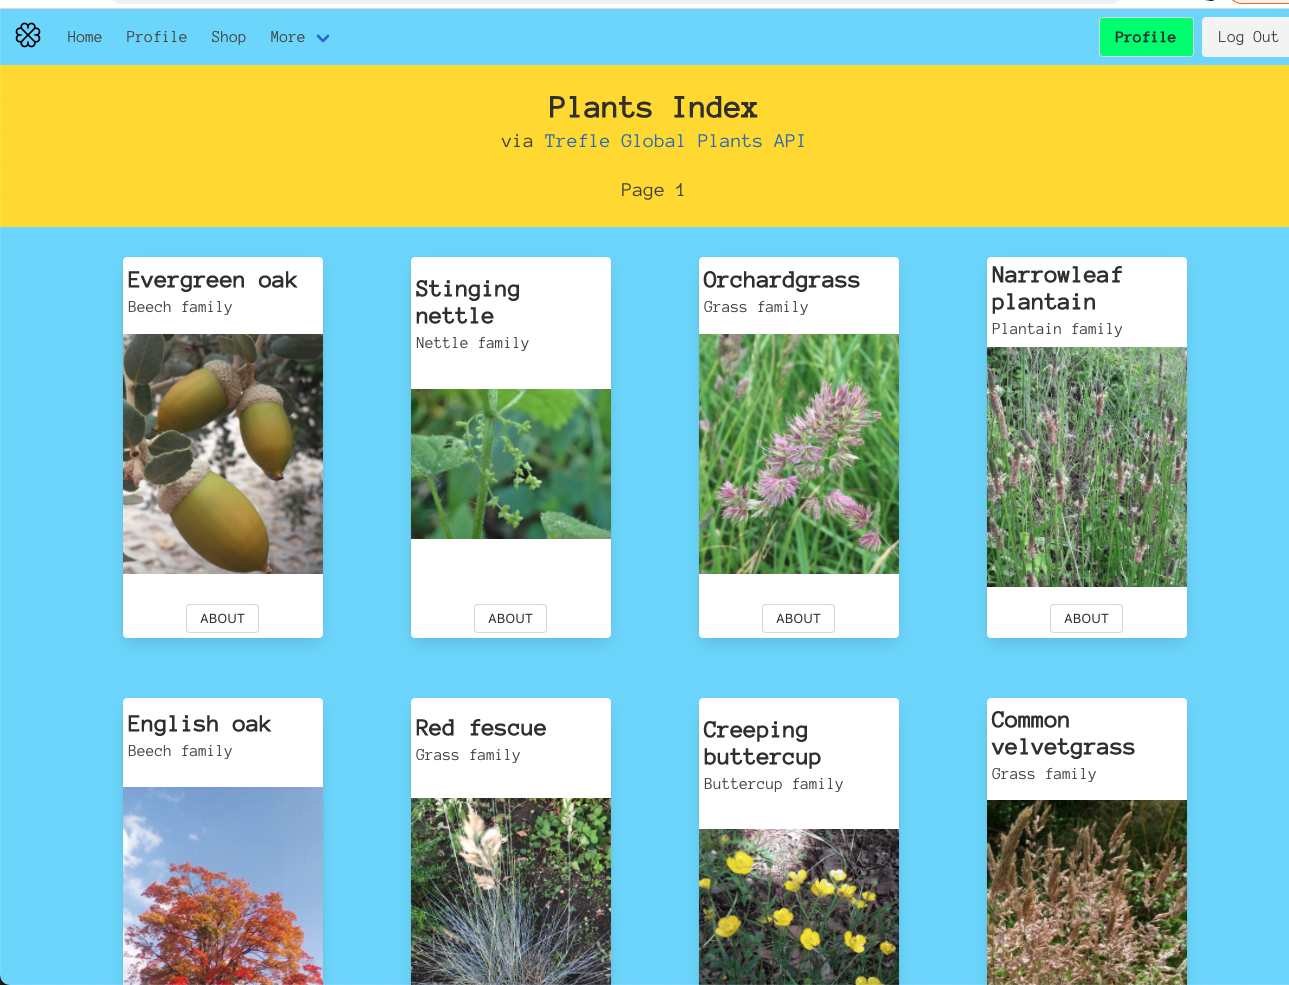 Home Profile Shop More Profile Log Out
Plants Index
via Trefle Global Plants API
Page 1
Evergreen oak
Beech family
ABOUT
Stinging
nettle
Nettle family
ABOUT
Orchardgrass
Grass family
ABOUT
Narrowleaf
plantain
Plantain family
ABOUT
English oak
Beech family
Red fescue
Grass family
Creeping
buttercup
Buttercup family
Common
velvetgrass
Grass family